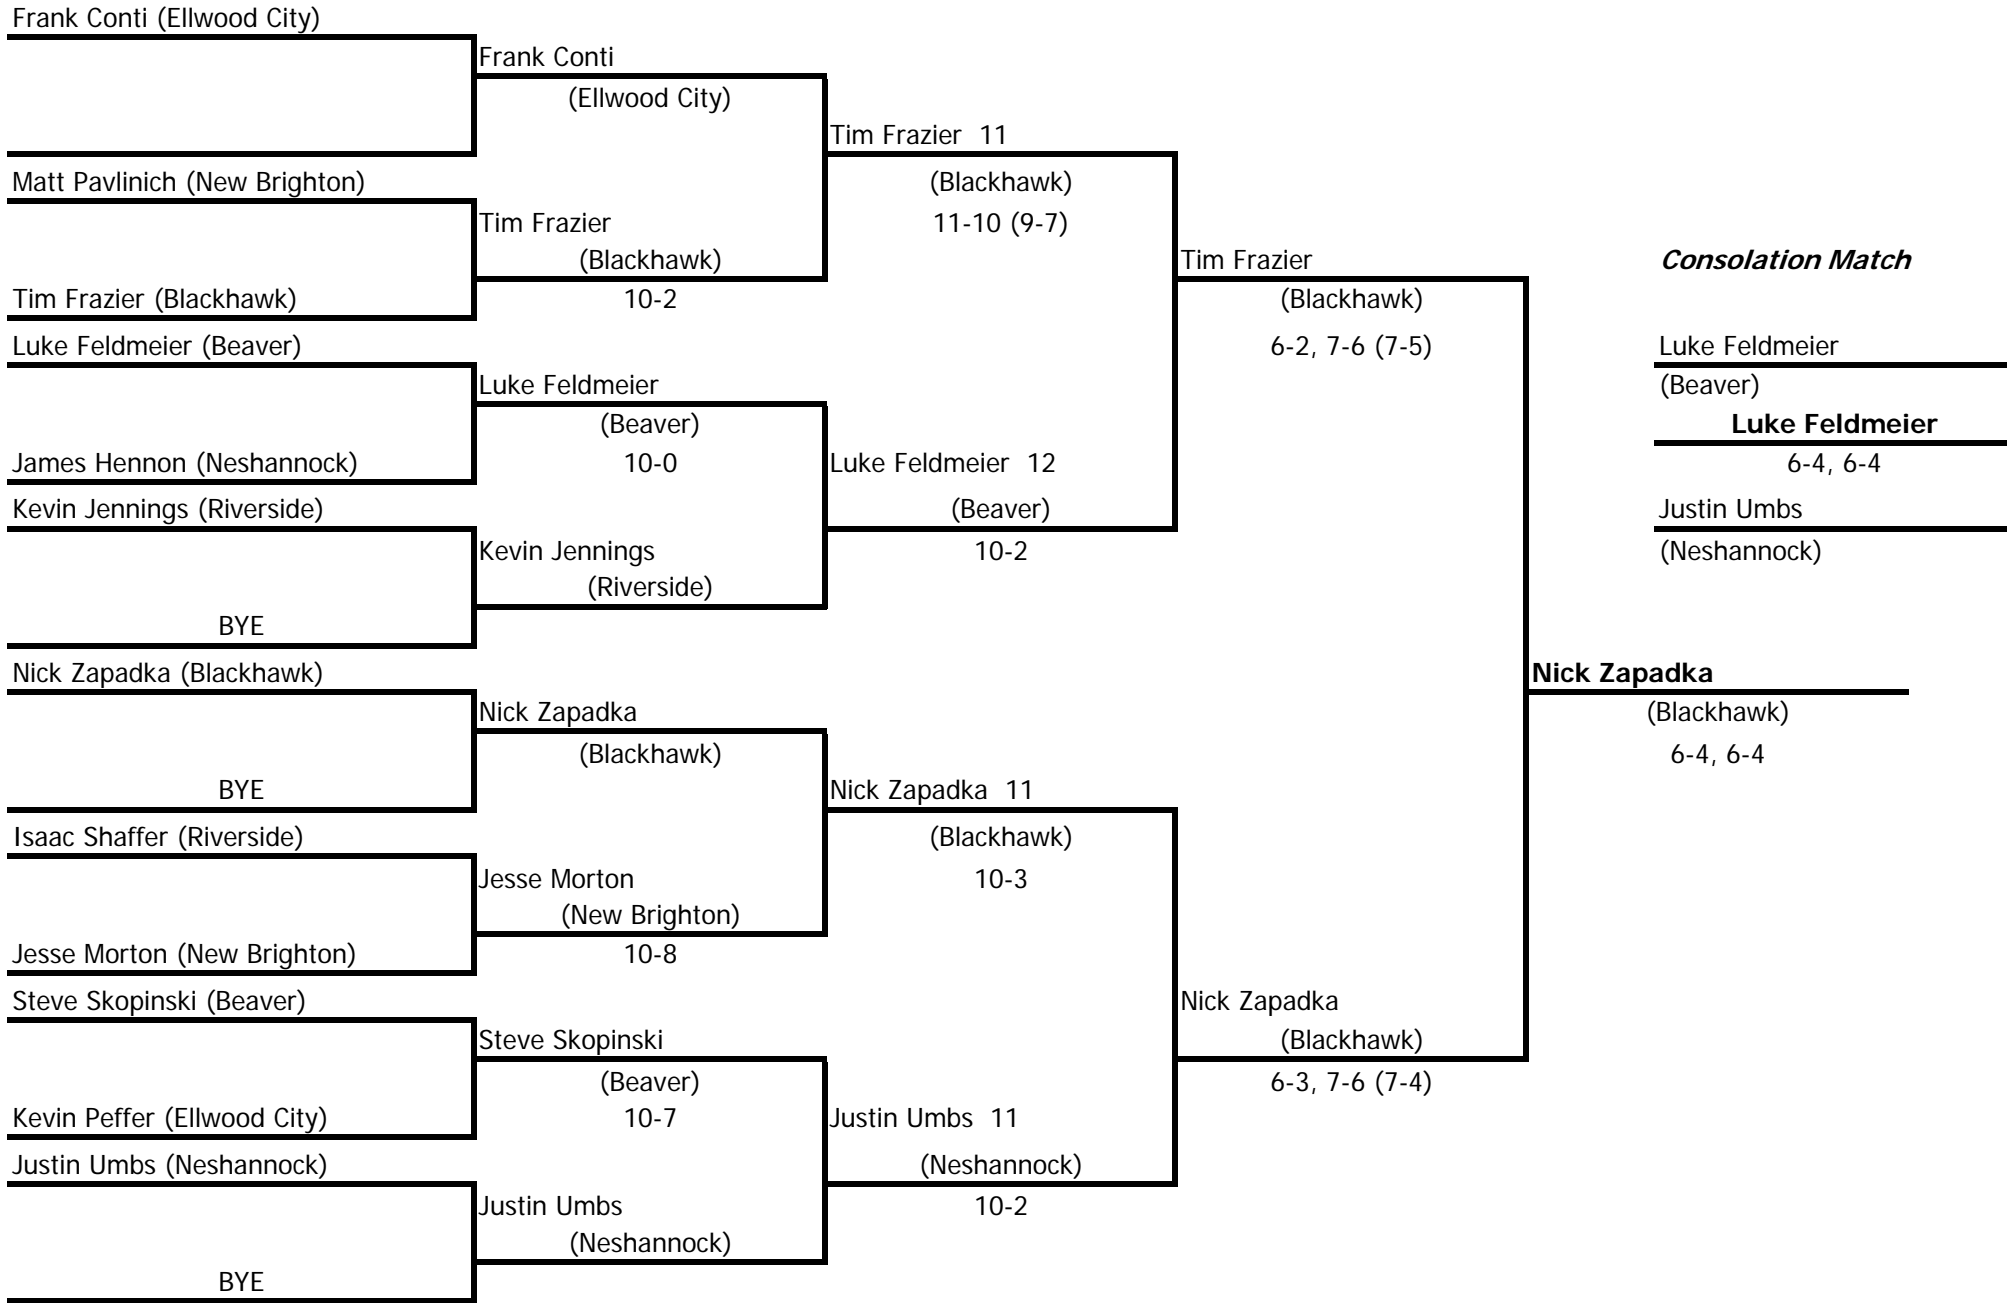 Frank Conti (Ellwood City)
Frank Conti
(Ellwood City)
Tim Frazier  11
Matt Pavlinich (New Brighton)
(Blackhawk)
Tim Frazier
11-10 (9-7)
(Blackhawk)
Tim Frazier
Consolation Match
Tim Frazier (Blackhawk)
10-2
(Blackhawk)
Luke Feldmeier (Beaver)
6-2, 7-6 (7-5)
Luke Feldmeier
Luke Feldmeier
(Beaver)
(Beaver)
Luke Feldmeier
James Hennon (Neshannock)
10-0
Luke Feldmeier  12
6-4, 6-4
Kevin Jennings (Riverside)
(Beaver)
Justin Umbs
Kevin Jennings
10-2
(Neshannock)
(Riverside)
BYE
Nick Zapadka (Blackhawk)
Nick Zapadka
Nick Zapadka
(Blackhawk)
(Blackhawk)
6-4, 6-4
BYE
Nick Zapadka  11
Isaac Shaffer (Riverside)
(Blackhawk)
Jesse Morton
10-3
(New Brighton)
Jesse Morton (New Brighton)
10-8
Steve Skopinski (Beaver)
Nick Zapadka
Steve Skopinski
(Blackhawk)
(Beaver)
6-3, 7-6 (7-4)
Kevin Peffer (Ellwood City)
10-7
Justin Umbs  11
Justin Umbs (Neshannock)
(Neshannock)
Justin Umbs
10-2
(Neshannock)
BYE